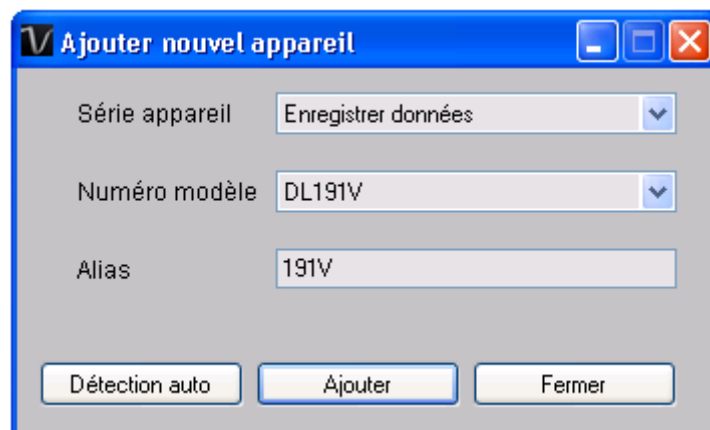 Ajouter nouvel appareil
Série appareil Enregistrer données
Numéro modèle DL191V
Alias 191V
Détection auto Ajouter Fermer